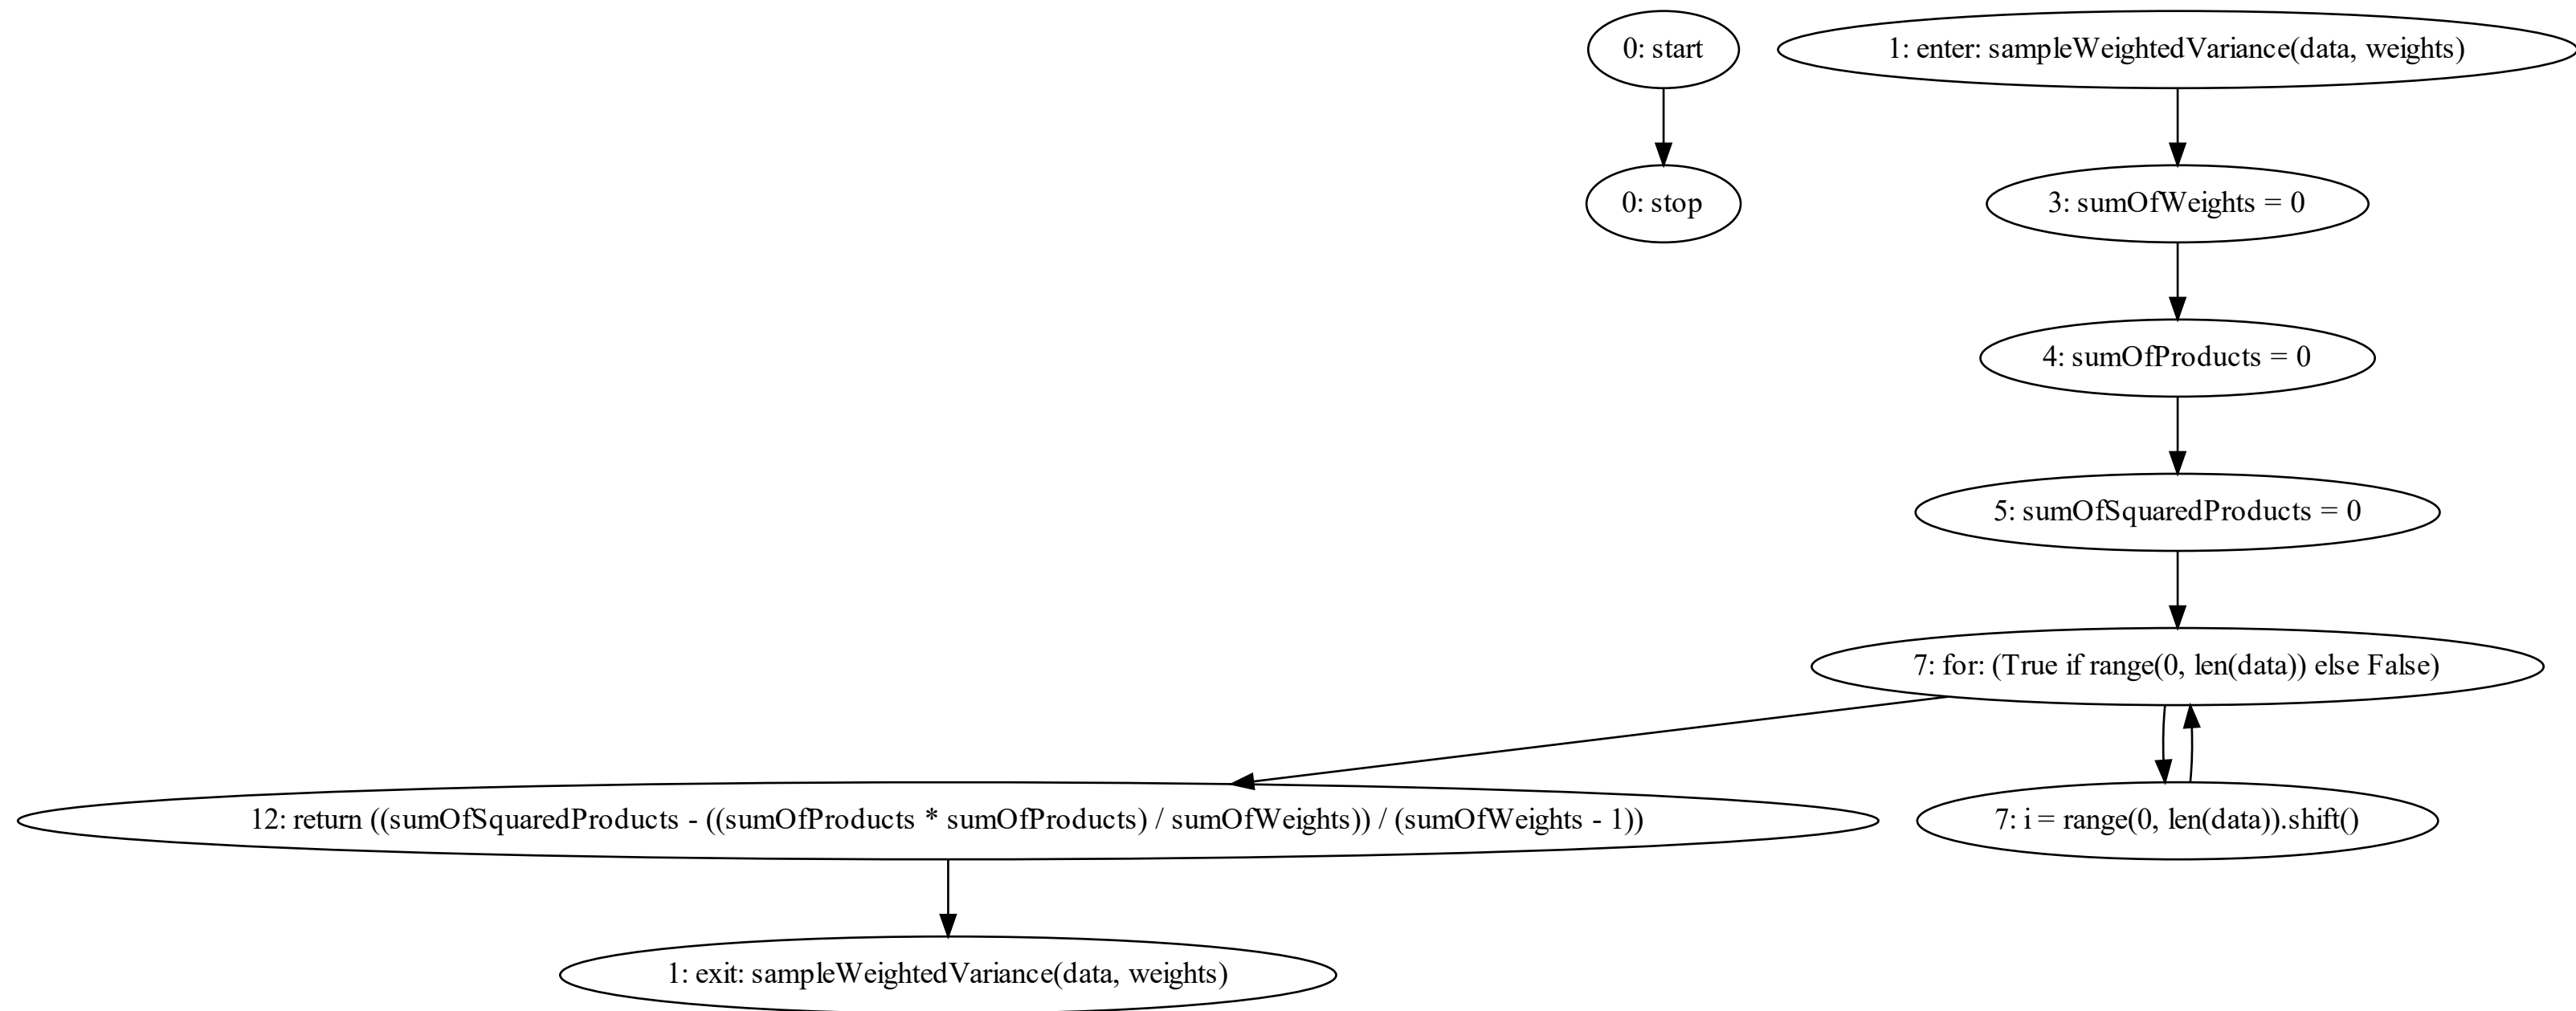 0: start
1: enter: sampleWeightedVariance(data, weights)
0: stop
3: sumOfWeights = 0
4: sumOfProducts = 0
5: sumOfSquaredProducts = 0
7: for: (True if range(0, len(data)) else False)
12: return ((sumOfSquaredProducts - ((sumOfProducts * sumOfProducts) / sumOfWeights)) / (sumOfWeights - 1))
7: i = range(0, len(data)).shift()
1: exit: sampleWeightedVariance(data, weights)